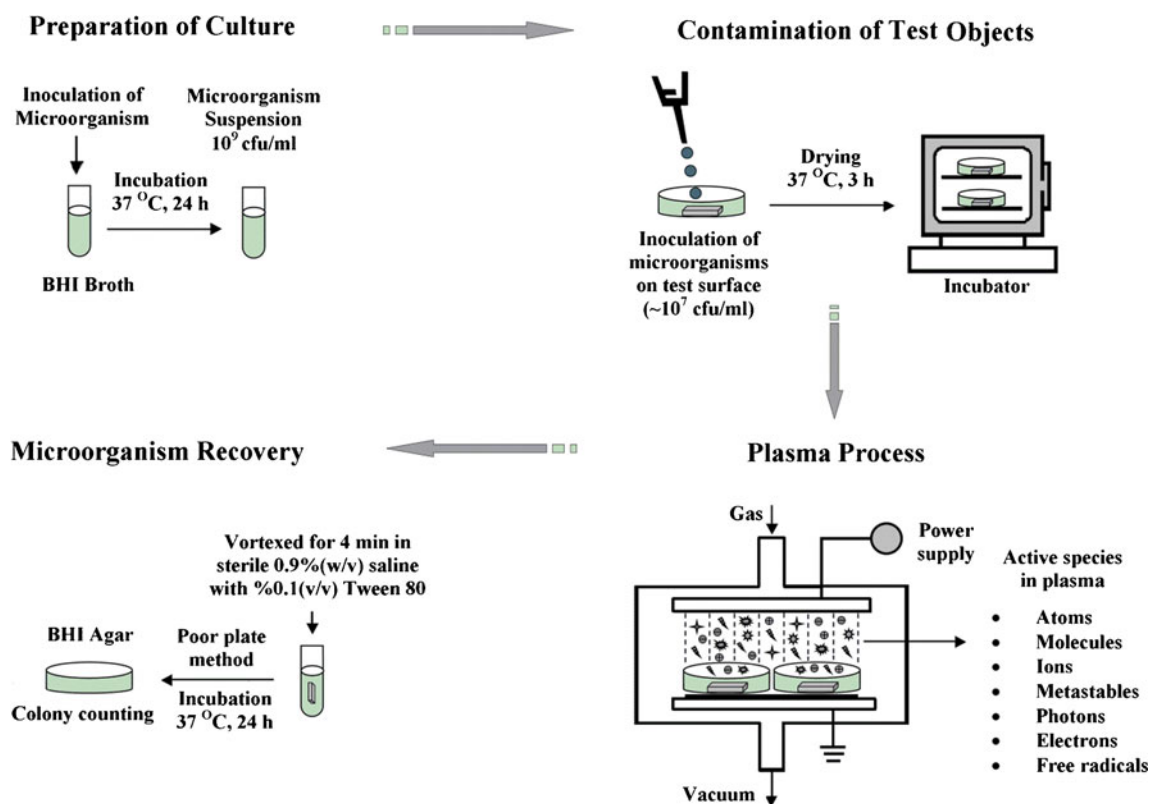 Preparation of Culture
Inoculation of
Microorganism
Microorganism
Suspension
10⁹ cfu/ml
Incubation
37 ᴼC, 24 h
BHI Broth
Contamination of Test Objects
Drying
37 ᴼC, 3 h
Inoculation of
microorganisms
on test surface
(~10⁷ cfu/ml)
Incubator
Plasma Process
Gas
Power
supply
Active species
in plasma
• Atoms
• Molecules
• Ions
• Metastables
• Photons
• Electrons
• Free radicals
Vacuum
Microorganism Recovery
Vortexed for 4 min in
sterile 0.9%(w/v) saline
with %0.1(v/v) Tween 80
BHI Agar
Poor plate
method
Incubation
37 ᴼC, 24 h
Colony counting